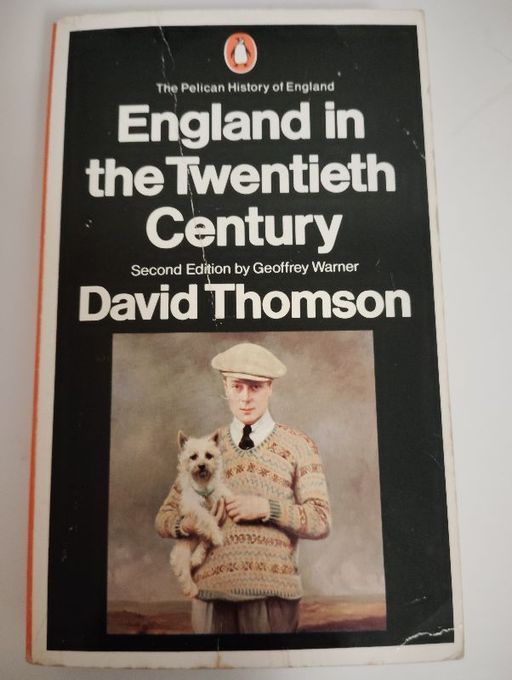 The Pelican History of England
England in
the Twentieth
Century
Second Edition by Geoffrey Warner
David Thomson